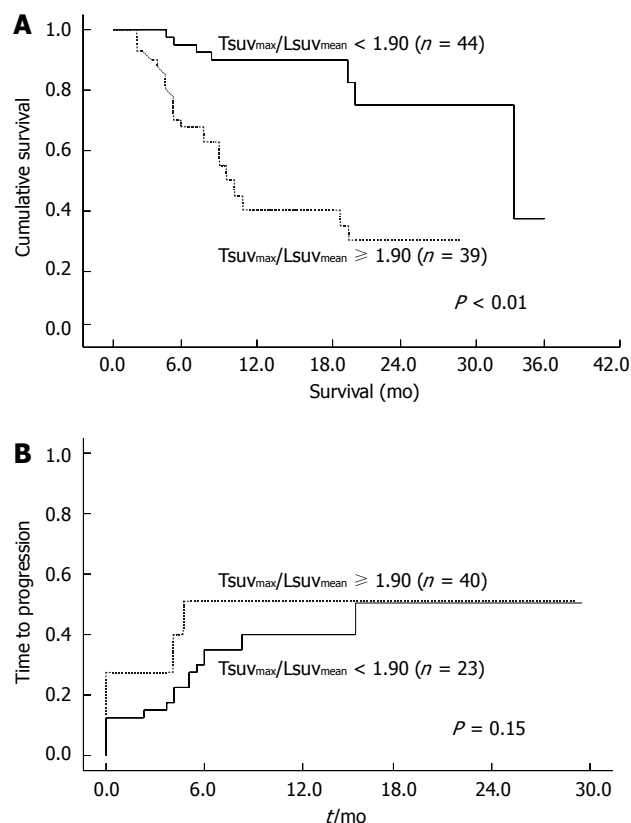 A
1.0
0.8
0.6
0.4
0.2
0.0
Cumulative survival
Tsuvmax/Lsuvmean < 1.90 (n = 44)
Tsuvmax/Lsuvmean ≥ 1.90 (n = 39)
P < 0.01
0.0 6.0 12.0 18.0 24.0 30.0 36.0 42.0
Survival (mo)
B
1.0
0.8
0.6
0.4
0.2
0.0
Time to progression
Tsuvmax/Lsuvmean ≥ 1.90 (n = 40)
Tsuvmax/Lsuvmean < 1.90 (n = 23)
P = 0.15
0.0 6.0 12.0 18.0 24.0 30.0
t/mo